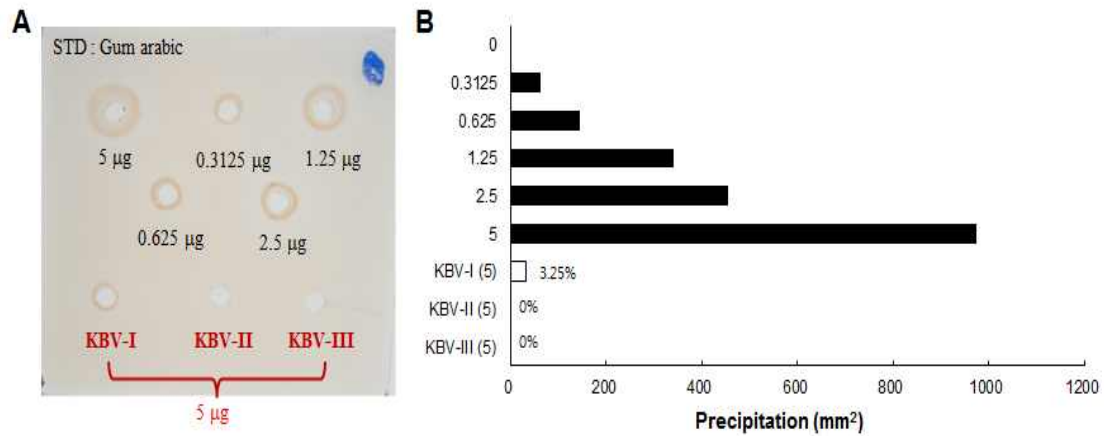 A
STD : Gum arabic
5 µg
0.3125 µg
1.25 µg
0.625 µg
2.5 µg
KBV-I
KBV-II
KBV-III
5 µg
B
0
0.3125
0.625
1.25
2.5
5
KBV-I (5)
3.25%
KBV-II (5)
0%
KBV-III (5)
0%
0 200 400 600 800 1000 1200
Precipitation (mm²)